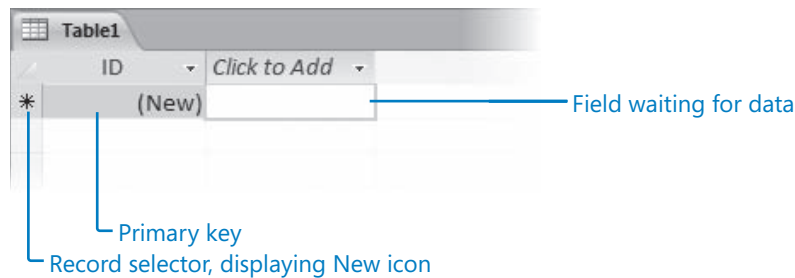 Table1
ID Click to Add
* (New)
Field waiting for data
Primary key
Record selector, displaying New icon